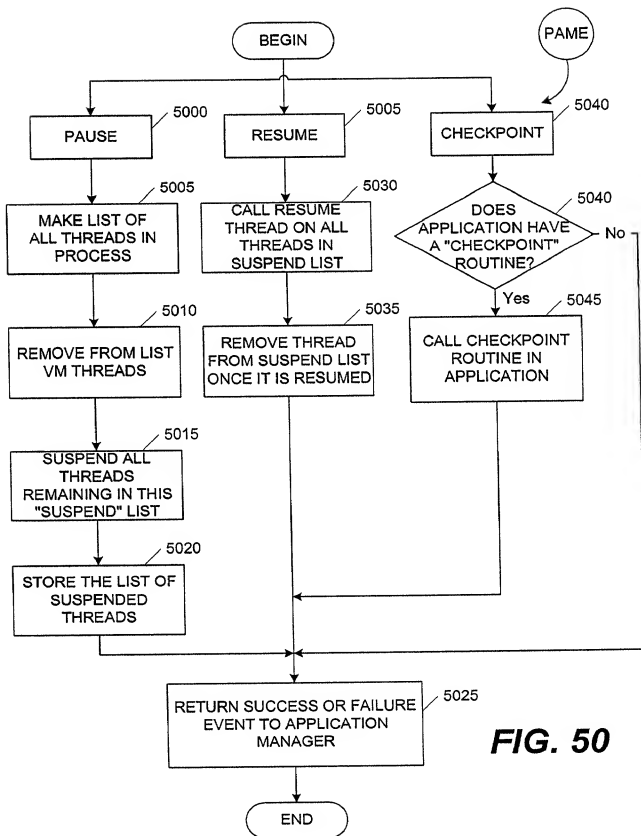 BEGIN
PAME
PAUSE
5000
RESUME
5005
CHECKPOINT
5040
MAKE LIST OF
ALL THREADS IN
PROCESS
5005
CALL RESUME
THREAD ON ALL
THREADS IN
SUSPEND LIST
5030
DOES
APPLICATION HAVE
A "CHECKPOINT"
ROUTINE?
5040
No
Yes
REMOVE FROM LIST
VM THREADS
5010
REMOVE THREAD
FROM SUSPEND LIST
ONCE IT IS RESUMED
5035
CALL CHECKPOINT
ROUTINE IN
APPLICATION
5045
SUSPEND ALL
THREADS
REMAINING IN THIS
"SUSPEND" LIST
5015
STORE THE LIST OF
SUSPENDED
THREADS
5020
RETURN SUCCESS OR FAILURE
EVENT TO APPLICATION
MANAGER
5025
END
FIG. 50